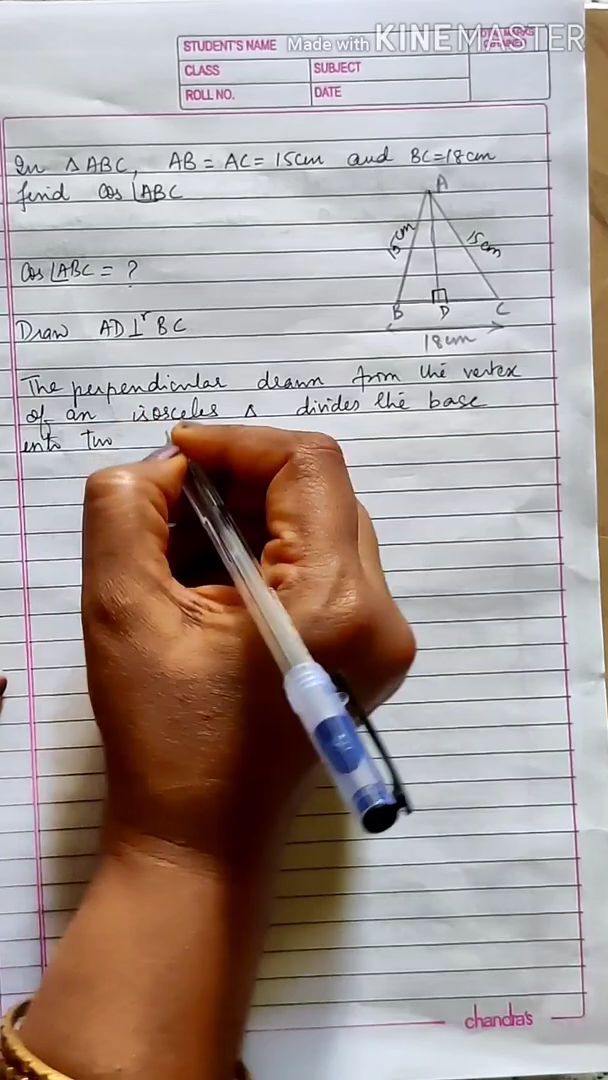 STUDENT'S NAME
Made with KINEMASTER
CLASS
SUBJECT
ROLL NO.
DATE
In Δ ABC, AB = AC = 15cm and BC=18cm
find Cos ∠ABC
A
15cm
15cm
Cos ∠ABC = ?
B
D
C
Draw AD⊥ʳ BC
18cm
The perpendicular drawn from the vertex
of an isosceles Δ divides the base
into two
chandra's